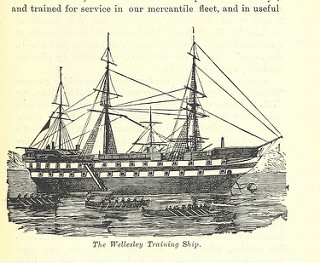 and trained for service in our mercantile fleet, and in useful
The Wellesley Training Ship.